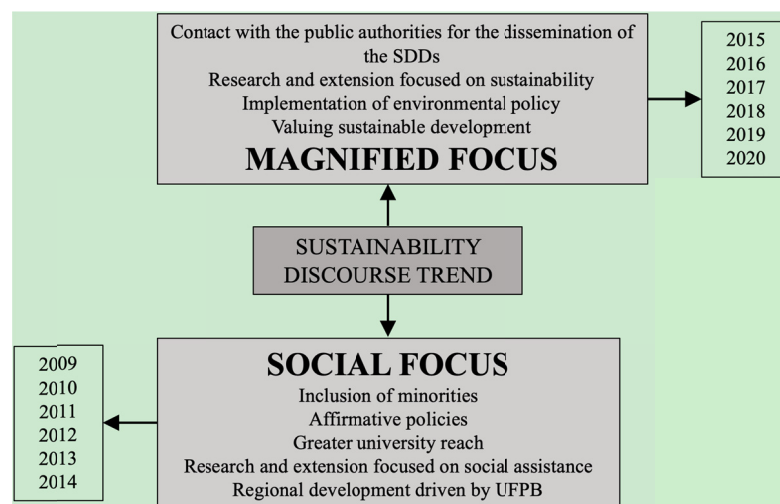 Contact with the public authorities for the dissemination of
the SDDs
Research and extension focused on sustainability
Implementation of environmental policy
Valuing sustainable development
MAGNIFIED FOCUS
2015
2016
2017
2018
2019
2020
SUSTAINABILITY
DISCOURSE TREND
SOCIAL FOCUS
Inclusion of minorities
Affirmative policies
Greater university reach
Research and extension focused on social assistance
Regional development driven by UFPB
2009
2010
2011
2012
2013
2014